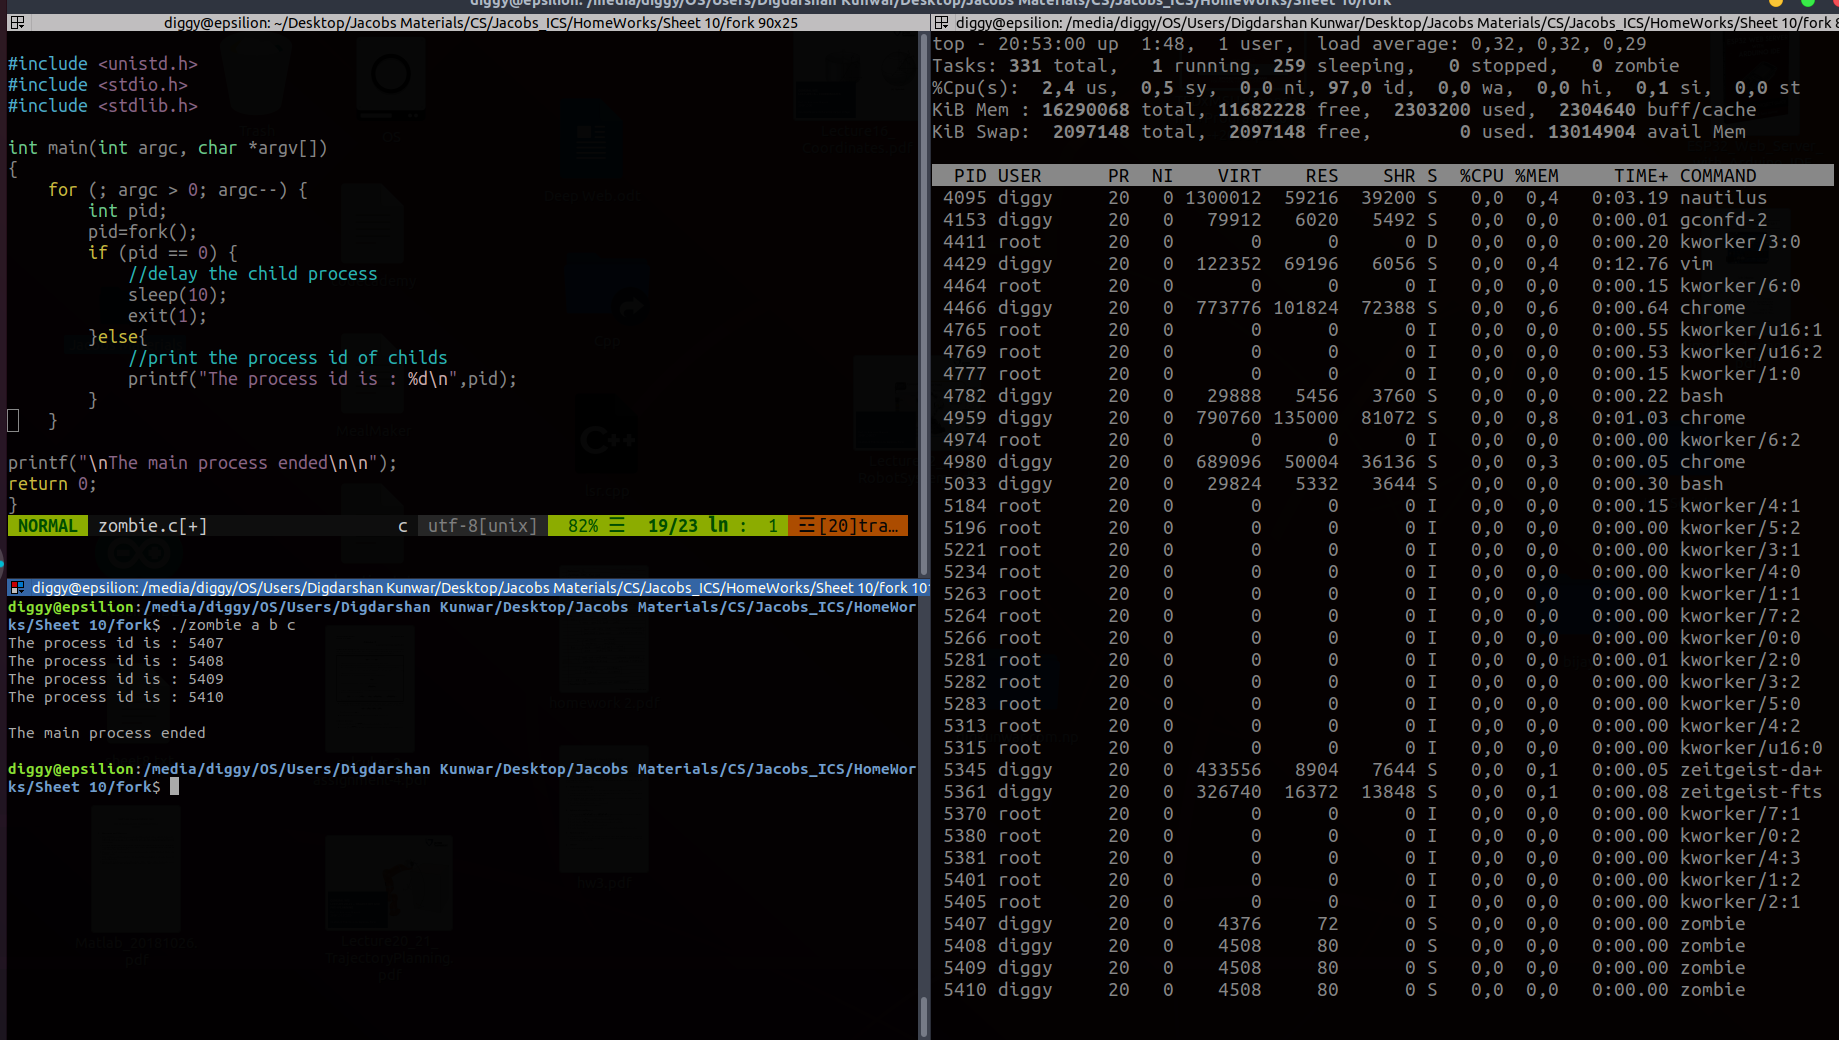 diggy@epsilion: /media/diggy/OS/Users/Digdarshan Kunwar/Desktop/Jacobs Materials/CS/Jacobs_ICS/HomeWorks/Sheet 10/fork
diggy@epsilion: ~/Desktop/Jacobs Materials/CS/Jacobs_ICS/HomeWorks/Sheet 10/fork 90x25
#include <unistd.h>
#include <stdio.h>
#include <stdlib.h>
int main(int argc, char *argv[])
{
for (; argc > 0; argc--) {
int pid;
pid=fork();
if (pid == 0) {
//delay the child process
sleep(10);
exit(1);
}else{
//print the process id of childs
printf("The process id is : %d\n",pid);
}
}
printf("\nThe main process ended\n\n");
return 0;
}
NORMAL zombie.c[+] c utf-8[unix] 82% ☰ 19/23 ln : 1 ☲[20]tra…
diggy@epsilion: /media/diggy/OS/Users/Digdarshan Kunwar/Desktop/Jacobs Materials/CS/Jacobs_ICS/HomeWorks/Sheet 10/fork 10
diggy@epsilion:/media/diggy/OS/Users/Digdarshan Kunwar/Desktop/Jacobs Materials/CS/Jacobs_ICS/HomeWor
ks/Sheet 10/fork$ ./zombie a b c
The process id is : 5407
The process id is : 5408
The process id is : 5409
The process id is : 5410
The main process ended
diggy@epsilion:/media/diggy/OS/Users/Digdarshan Kunwar/Desktop/Jacobs Materials/CS/Jacobs_ICS/HomeWor
ks/Sheet 10/fork$
diggy@epsilion: /media/diggy/OS/Users/Digdarshan Kunwar/Desktop/Jacobs Materials/CS/Jacobs_ICS/HomeWorks/Sheet 10/fork 8
top - 20:53:00 up 1:48, 1 user, load average: 0,32, 0,32, 0,29
Tasks: 331 total, 1 running, 259 sleeping, 0 stopped, 0 zombie
%Cpu(s): 2,4 us, 0,5 sy, 0,0 ni, 97,0 id, 0,0 wa, 0,0 hi, 0,1 si, 0,0 st
KiB Mem : 16290068 total, 11682228 free, 2303200 used, 2304640 buff/cache
KiB Swap: 2097148 total, 2097148 free, 0 used. 13014904 avail Mem
PID USER PR NI VIRT RES SHR S %CPU %MEM TIME+ COMMAND
4095 diggy 20 0 1300012 59216 39200 S 0,0 0,4 0:03.19 nautilus
4153 diggy 20 0 79912 6020 5492 S 0,0 0,0 0:00.01 gconfd-2
4411 root 20 0 0 0 0 D 0,0 0,0 0:00.20 kworker/3:0
4429 diggy 20 0 122352 69196 6056 S 0,0 0,4 0:12.76 vim
4464 root 20 0 0 0 0 I 0,0 0,0 0:00.15 kworker/6:0
4466 diggy 20 0 773776 101824 72388 S 0,0 0,6 0:00.64 chrome
4765 root 20 0 0 0 0 I 0,0 0,0 0:00.55 kworker/u16:1
4769 root 20 0 0 0 0 I 0,0 0,0 0:00.53 kworker/u16:2
4777 root 20 0 0 0 0 I 0,0 0,0 0:00.15 kworker/1:0
4782 diggy 20 0 29888 5456 3760 S 0,0 0,0 0:00.22 bash
4959 diggy 20 0 790760 135000 81072 S 0,0 0,8 0:01.03 chrome
4974 root 20 0 0 0 0 I 0,0 0,0 0:00.00 kworker/6:2
4980 diggy 20 0 689096 50004 36136 S 0,0 0,3 0:00.05 chrome
5033 diggy 20 0 29824 5332 3644 S 0,0 0,0 0:00.30 bash
5184 root 20 0 0 0 0 I 0,0 0,0 0:00.15 kworker/4:1
5196 root 20 0 0 0 0 I 0,0 0,0 0:00.00 kworker/5:2
5221 root 20 0 0 0 0 I 0,0 0,0 0:00.00 kworker/3:1
5234 root 20 0 0 0 0 I 0,0 0,0 0:00.00 kworker/4:0
5263 root 20 0 0 0 0 I 0,0 0,0 0:00.00 kworker/1:1
5264 root 20 0 0 0 0 I 0,0 0,0 0:00.00 kworker/7:2
5266 root 20 0 0 0 0 I 0,0 0,0 0:00.00 kworker/0:0
5281 root 20 0 0 0 0 I 0,0 0,0 0:00.01 kworker/2:0
5282 root 20 0 0 0 0 I 0,0 0,0 0:00.00 kworker/3:2
5283 root 20 0 0 0 0 I 0,0 0,0 0:00.00 kworker/5:0
5313 root 20 0 0 0 0 I 0,0 0,0 0:00.00 kworker/4:2
5315 root 20 0 0 0 0 I 0,0 0,0 0:00.00 kworker/u16:0
5345 diggy 20 0 433556 8904 7644 S 0,0 0,1 0:00.05 zeitgeist-da+
5361 diggy 20 0 326740 16372 13848 S 0,0 0,1 0:00.08 zeitgeist-fts
5370 root 20 0 0 0 0 I 0,0 0,0 0:00.00 kworker/7:1
5380 root 20 0 0 0 0 I 0,0 0,0 0:00.00 kworker/0:2
5381 root 20 0 0 0 0 I 0,0 0,0 0:00.00 kworker/4:3
5401 root 20 0 0 0 0 I 0,0 0,0 0:00.00 kworker/1:2
5405 root 20 0 0 0 0 I 0,0 0,0 0:00.00 kworker/2:1
5407 diggy 20 0 4376 72 0 S 0,0 0,0 0:00.00 zombie
5408 diggy 20 0 4508 80 0 S 0,0 0,0 0:00.00 zombie
5409 diggy 20 0 4508 80 0 S 0,0 0,0 0:00.00 zombie
5410 diggy 20 0 4508 80 0 S 0,0 0,0 0:00.00 zombie